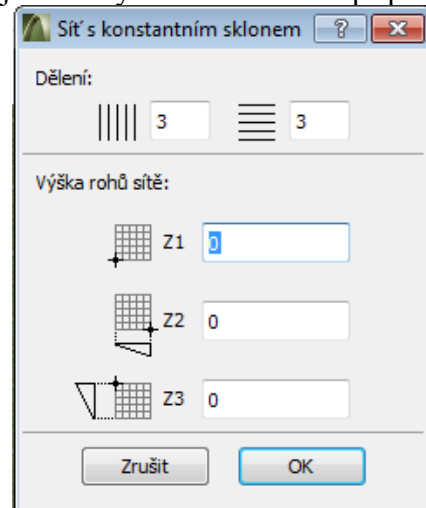 Síť s konstantním sklonem
Dělení:
3 3
Výška rohů sítě:
Z1 0
Z2 0
Z3 0
Zrušit OK